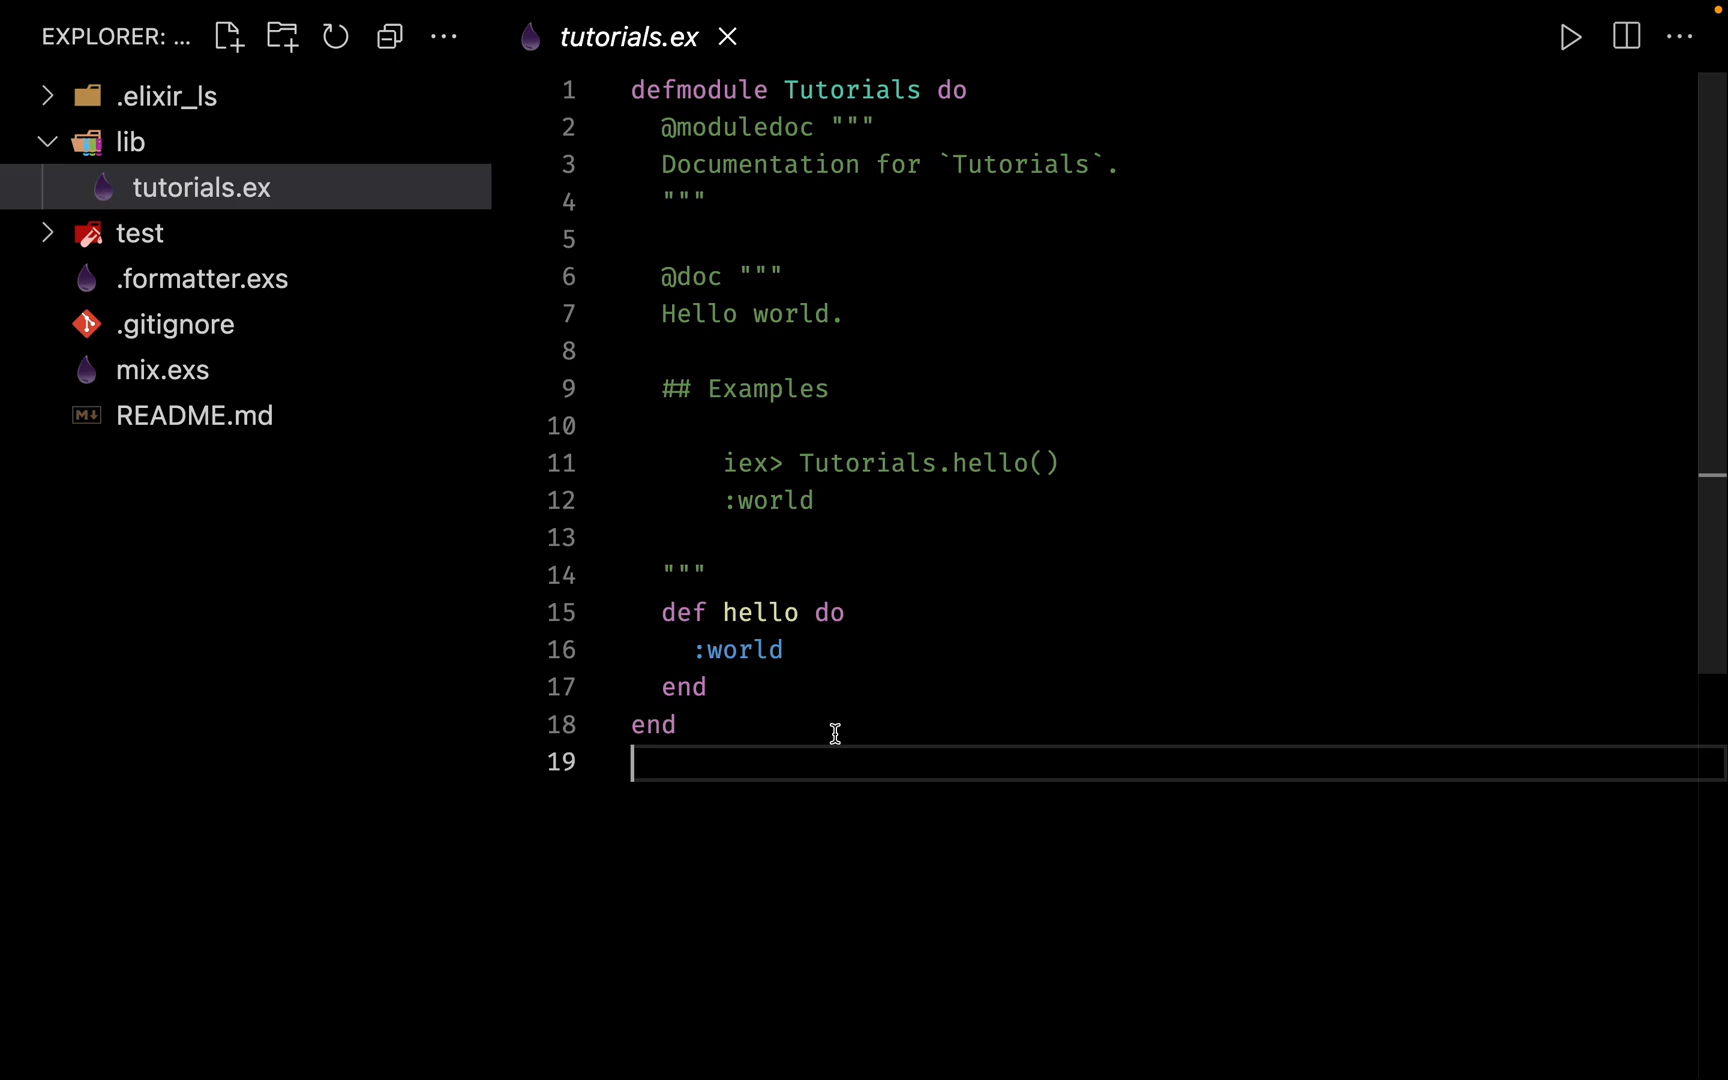 EXPLORER: ...
.elixir_ls
lib
tutorials.ex
test
.formatter.exs
.gitignore
mix.exs
README.md
tutorials.ex
1 defmodule Tutorials do
2 @moduledoc """
3 Documentation for `Tutorials`.
4 """
5
6 @doc """
7 Hello world.
8
9 ## Examples
10
11 iex> Tutorials.hello()
12 :world
13
14 """
15 def hello do
16 :world
17 end
18 end
19